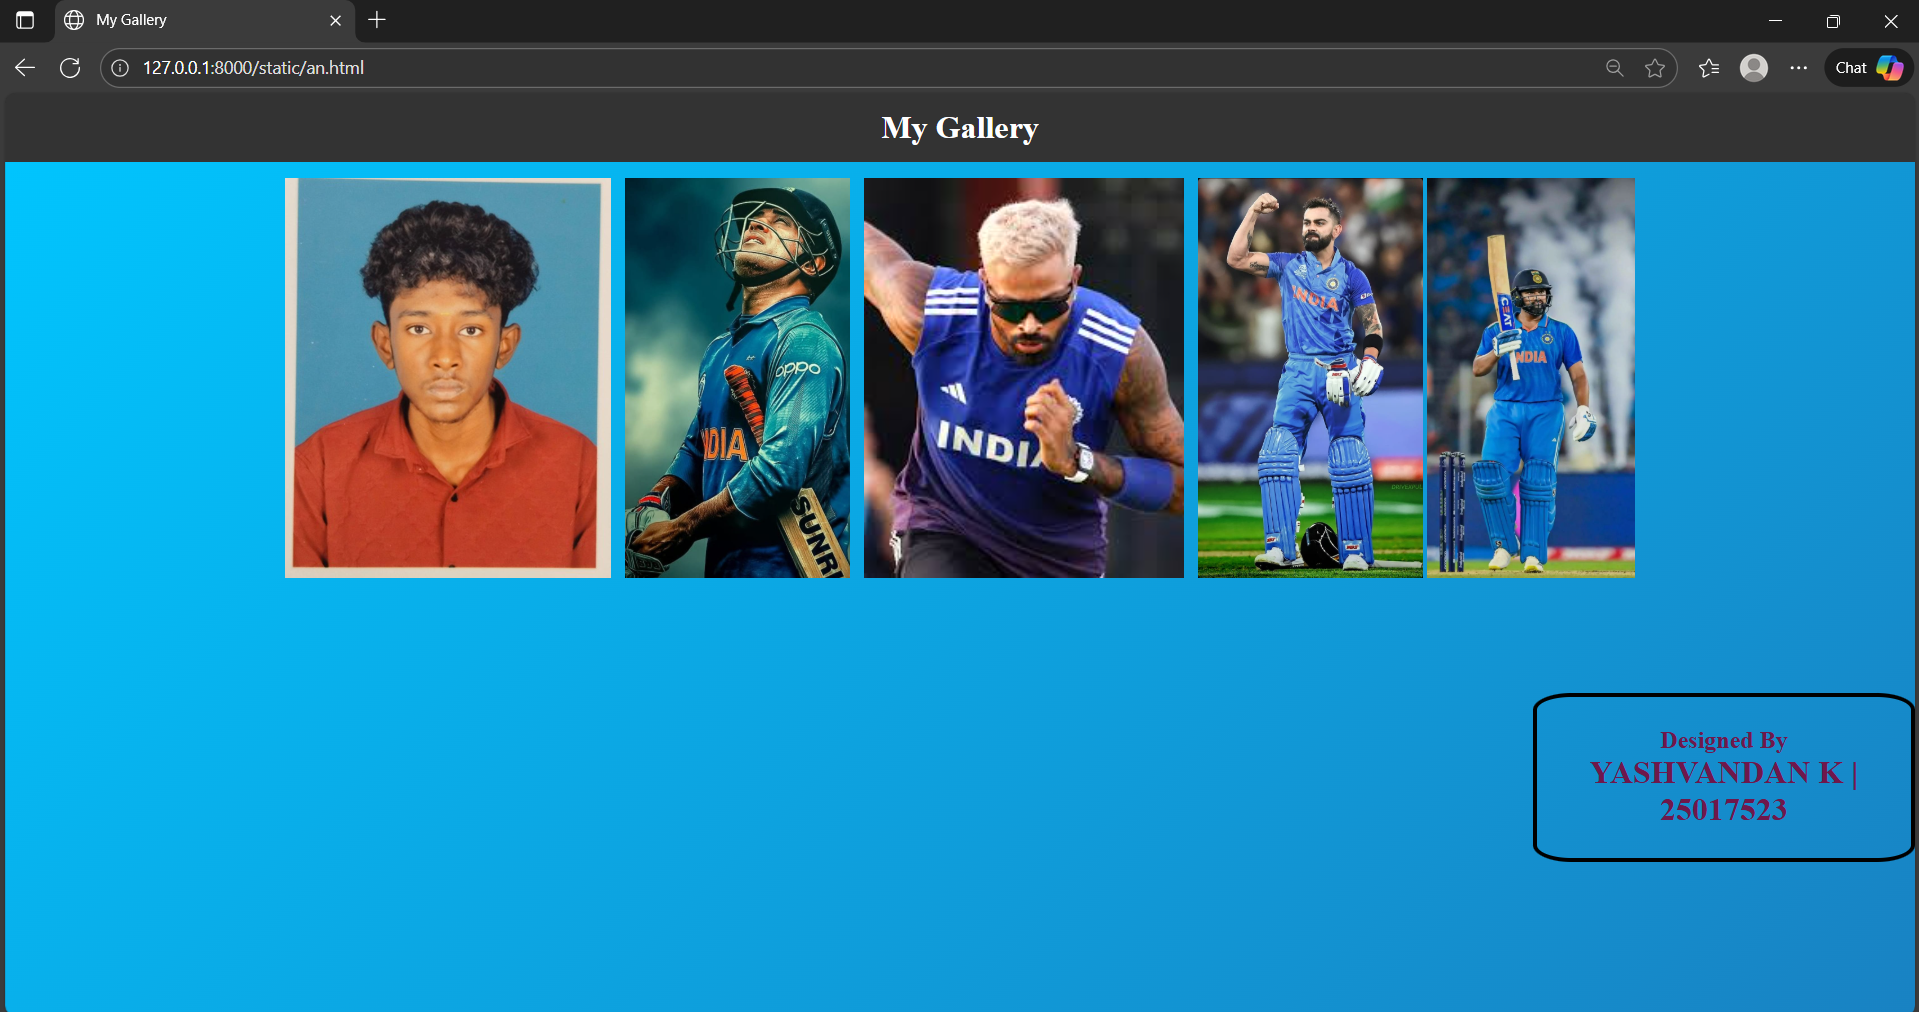 My Gallery
127.0.0.1:8000/static/an.html
Chat
My Gallery
oppo
INDIA
SUNRI
INDIA
INDIA
CEAT
INDIA
Designed By
YASHVANDAN K |
25017523